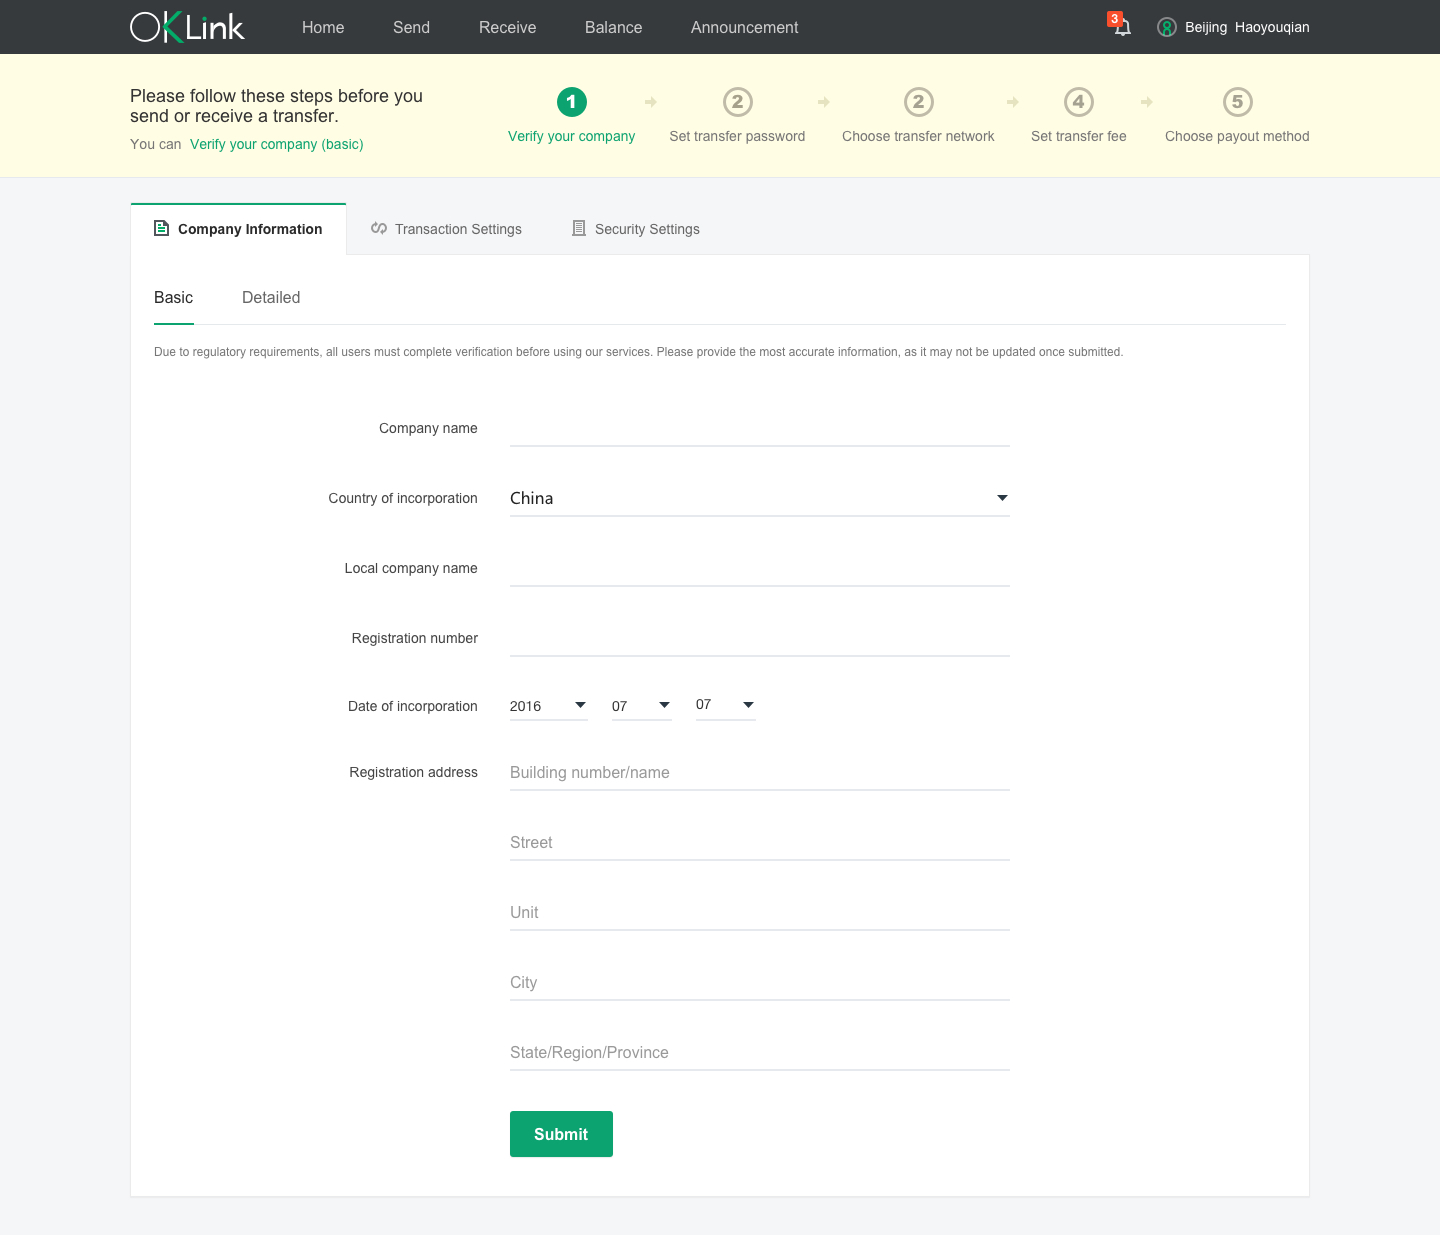 OKLink Home Send Receive Balance Announcement 3 Beijing Haoyouqian
Please follow these steps before you
send or receive a transfer.
You can Verify your company (basic)
1 2 2 4 5
Verify your company Set transfer password Choose transfer network Set transfer fee Choose payout method
Company Information Transaction Settings Security Settings
Basic Detailed
Due to regulatory requirements, all users must complete verification before using our services. Please provide the most accurate information, as it may not be updated once submitted.
Company name
Country of incorporation China
Local company name
Registration number
Date of incorporation 2016 07 07
Registration address Building number/name
Street
Unit
City
State/Region/Province
Submit